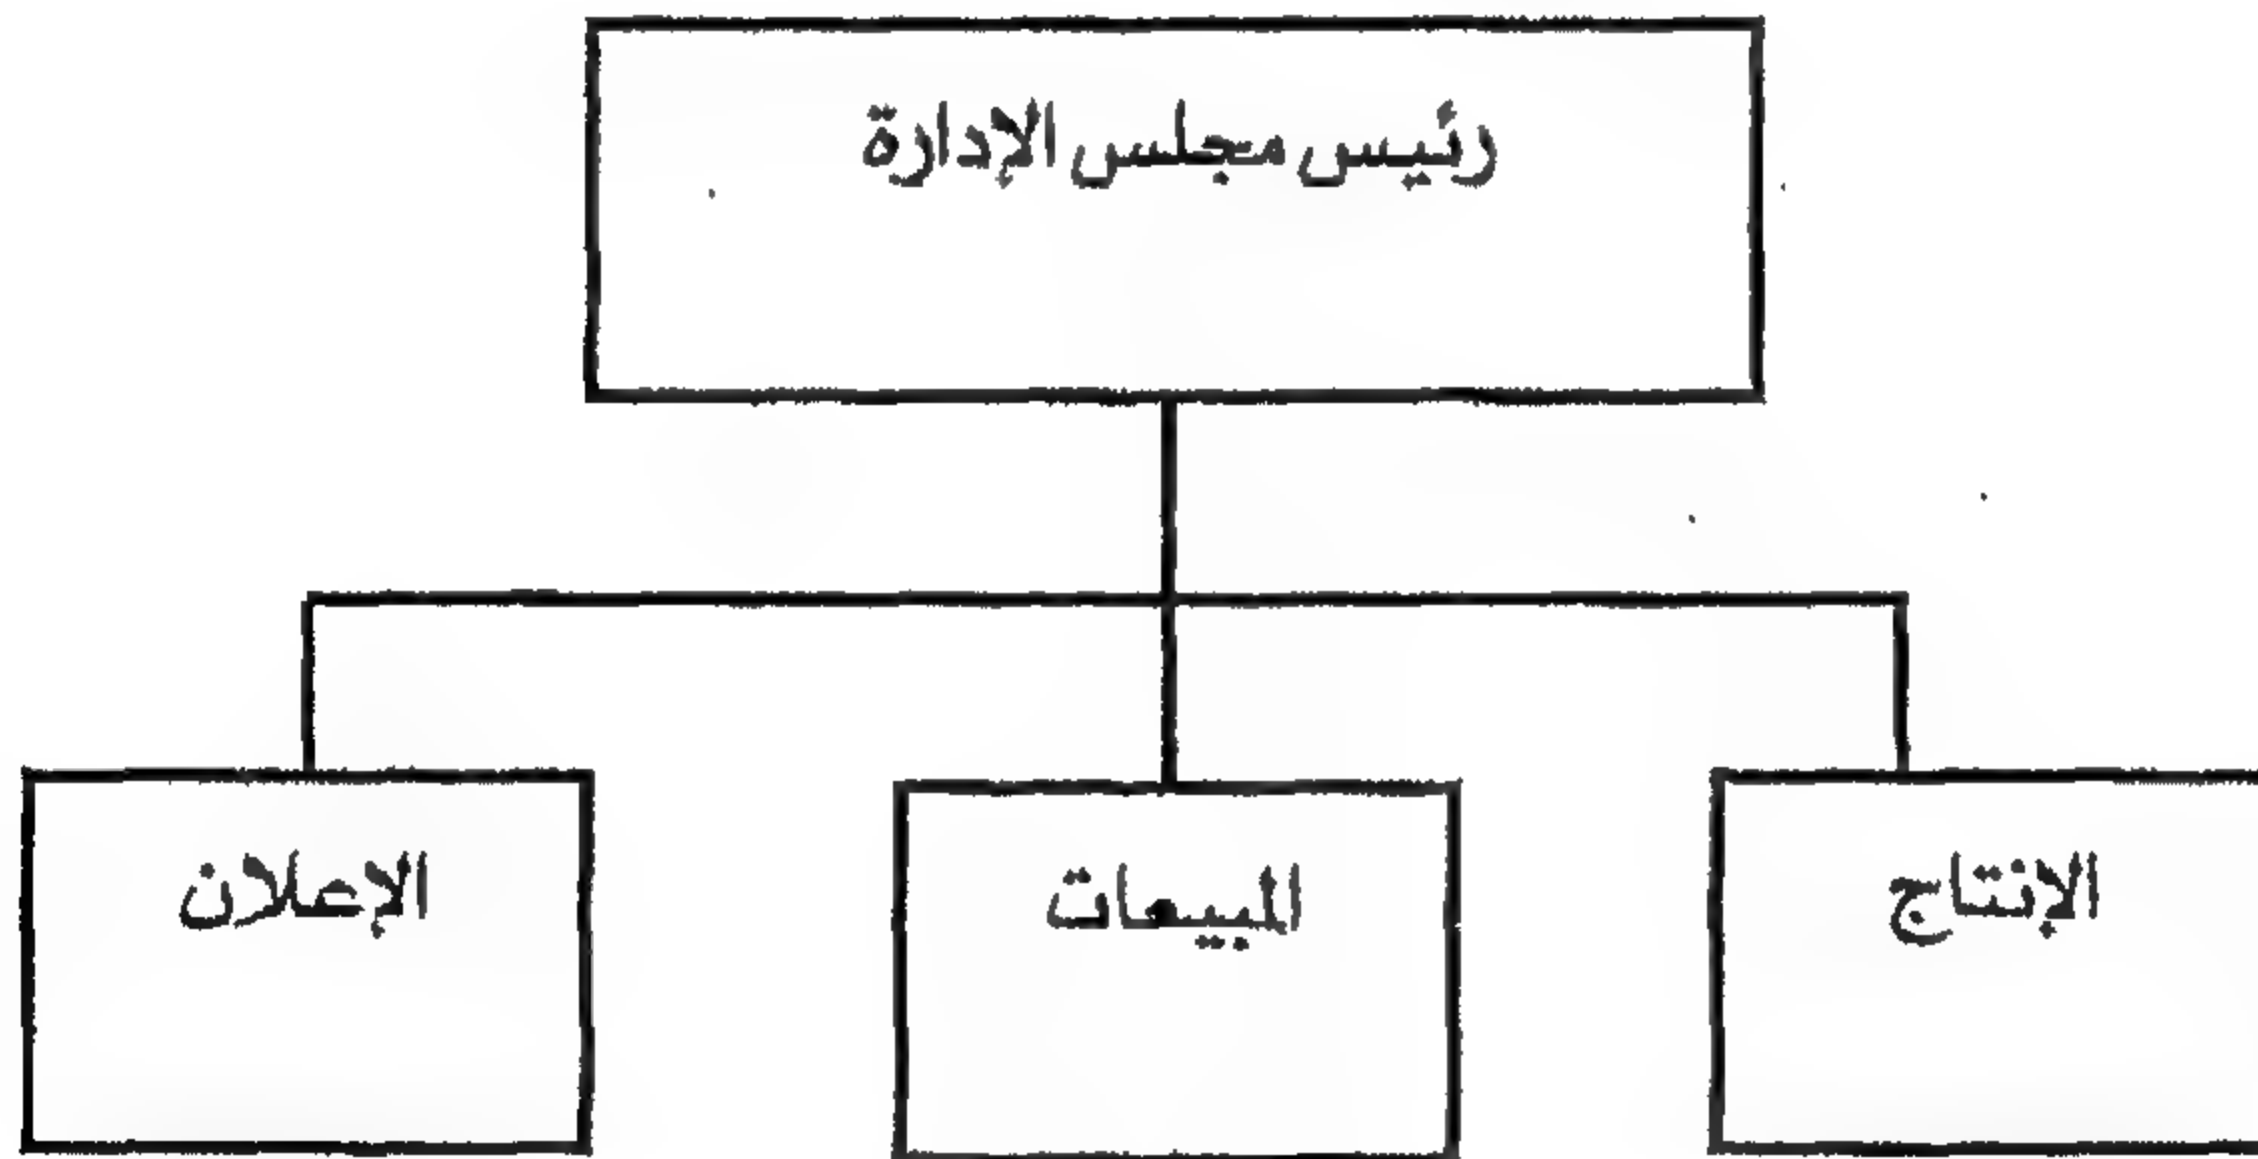 رئيس مجلس الإدارة
الإنتاج
المبيعات
الإعلان